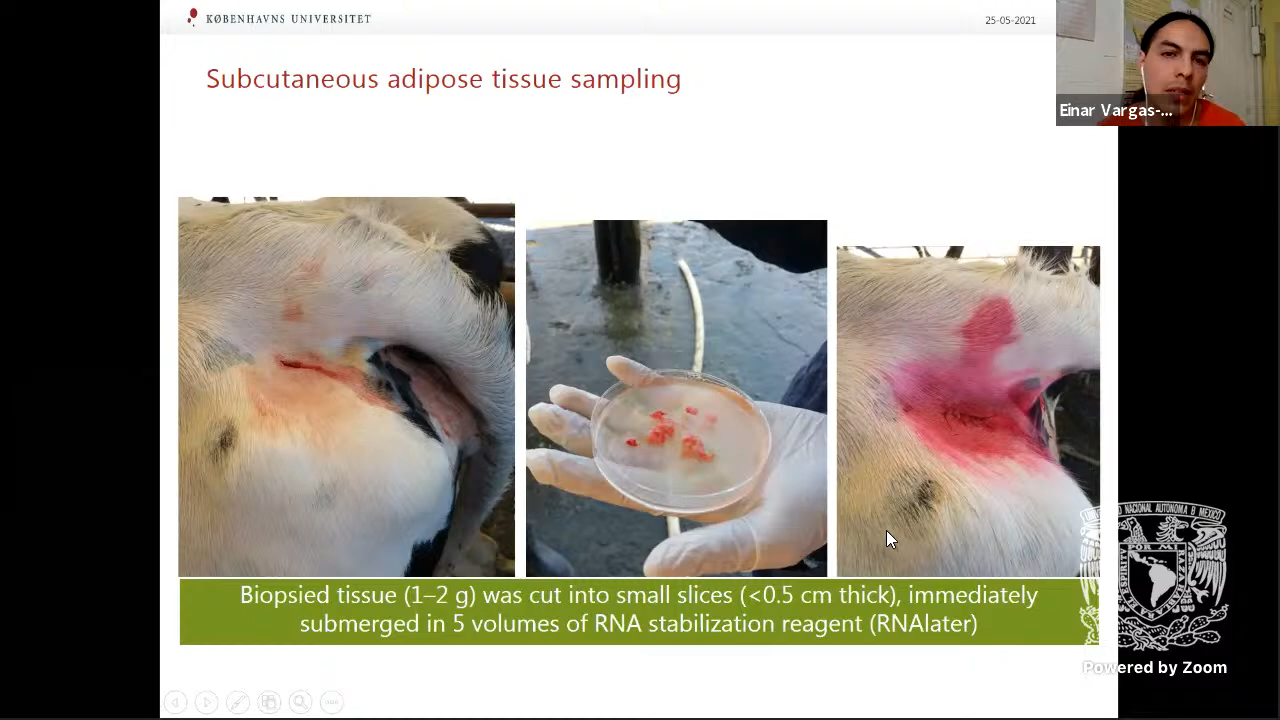 KØBENHAVNS UNIVERSITET
25-05-2021
Subcutaneous adipose tissue sampling
Einar Vargas-...
Biopsied tissue (1–2 g) was cut into small slices (<0.5 cm thick), immediately
submerged in 5 volumes of RNA stabilization reagent (RNAlater)
Powered by Zoom